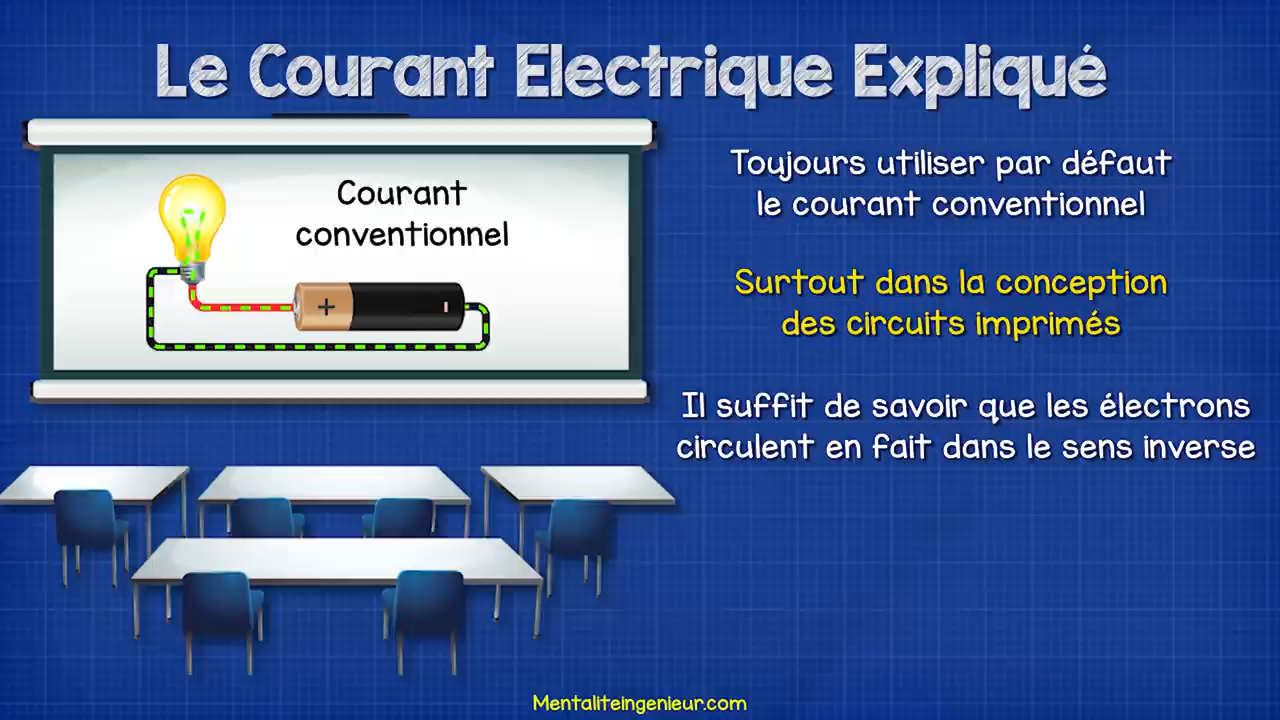 Le Courant Electrique Expliqué
Courant
conventionnel
+
-
Toujours utiliser par défaut
le courant conventionnel
Surtout dans la conception
des circuits imprimés
Il suffit de savoir que les électrons
circulent en fait dans le sens inverse
Mentaliteingenieur.com